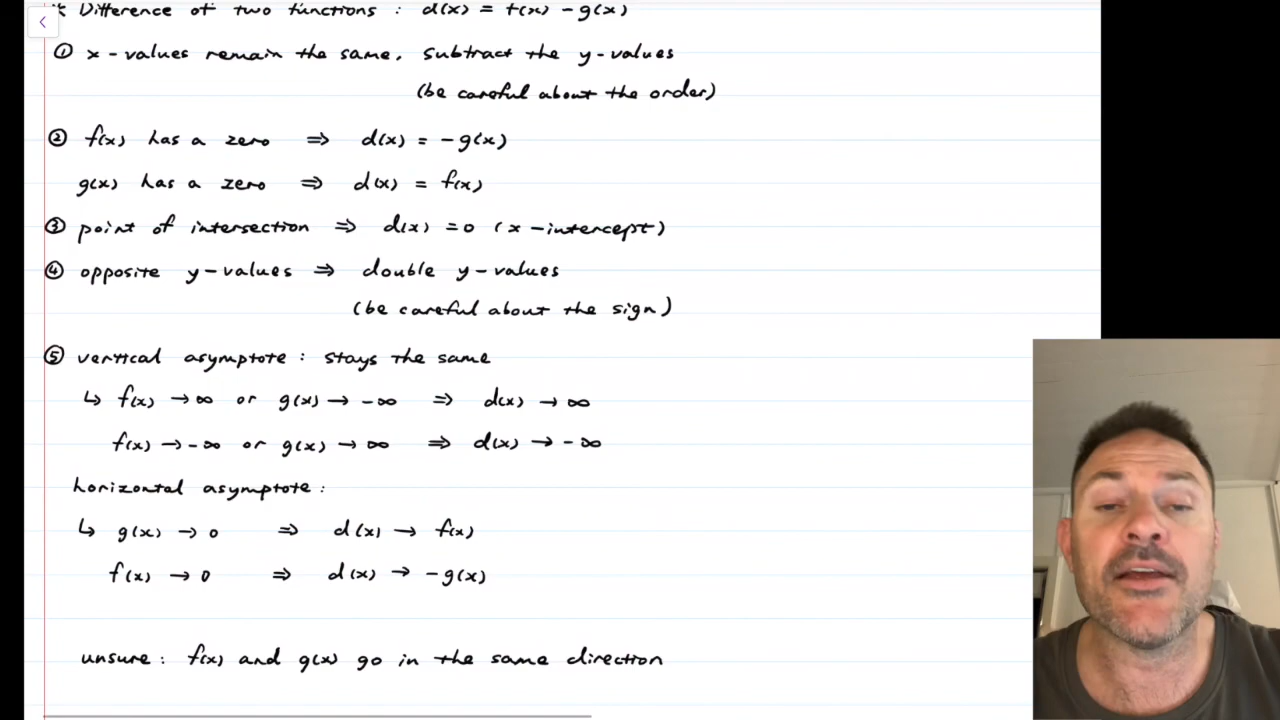 * Difference of two functions : d(x) = f(x) - g(x)
① x-values remain the same, subtract the y-values
(be careful about the order)
② f(x) has a zero ⇒ d(x) = -g(x)
g(x) has a zero ⇒ d(x) = f(x)
③ point of intersection ⇒ d(x) = 0 (x-intercept)
④ opposite y-values ⇒ double y-values
(be careful about the sign)
⑤ vertical asymptote : stays the same
↳ f(x) → ∞ or g(x) → -∞ ⇒ d(x) → ∞
f(x) → -∞ or g(x) → ∞ ⇒ d(x) → -∞
horizontal asymptote :
↳ g(x) → 0 ⇒ d(x) → f(x)
f(x) → 0 ⇒ d(x) → -g(x)
unsure : f(x) and g(x) go in the same direction